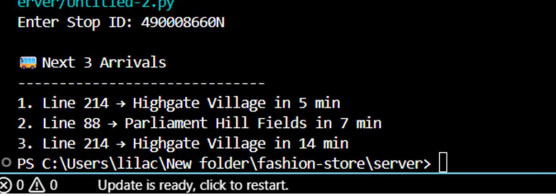 erver/Untitled-2.py
Enter Stop ID: 490008660N
🚌 Next 3 Arrivals
------------------------------
1. Line 214 → Highgate Village in 5 min
2. Line 88 → Parliament Hill Fields in 7 min
3. Line 214 → Highgate Village in 14 min
PS C:\Users\lilac\New folder\fashion-store\server>
0 0 Update is ready, click to restart.